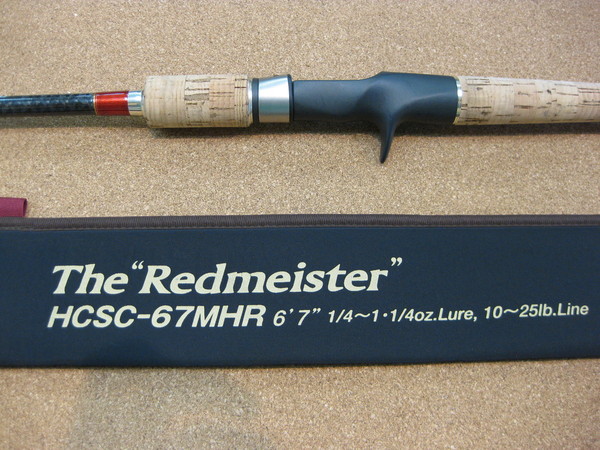 The “Redmeister”
HCSC-67MHR 6’7” 1/4～1・1/4oz.Lure, 10～25lb.Line